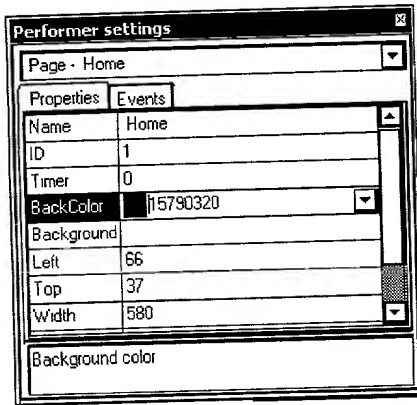 Performer settings
Page - Home
Properties Events
Name Home
ID 1
Timer 0
BackColor 15790320
Background
Left 66
Top 37
Width 580
Background color